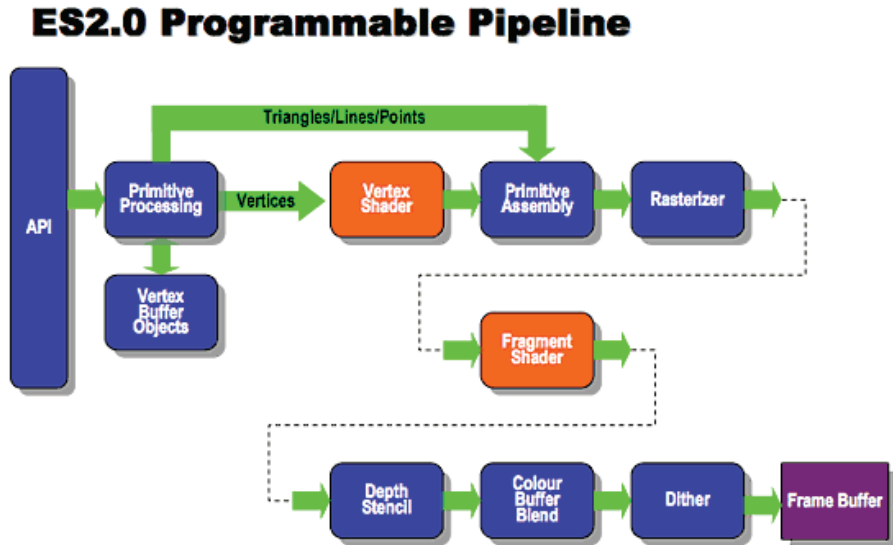 ES2.0 Programmable Pipeline
Triangles/Lines/Points
API
Primitive
Processing
Vertices
Vertex
Shader
Primitive
Assembly
Rasterizer
Vertex
Buffer
Objects
Fragment
Shader
Depth
Stencil
Colour
Buffer
Blend
Dither
Frame Buffer